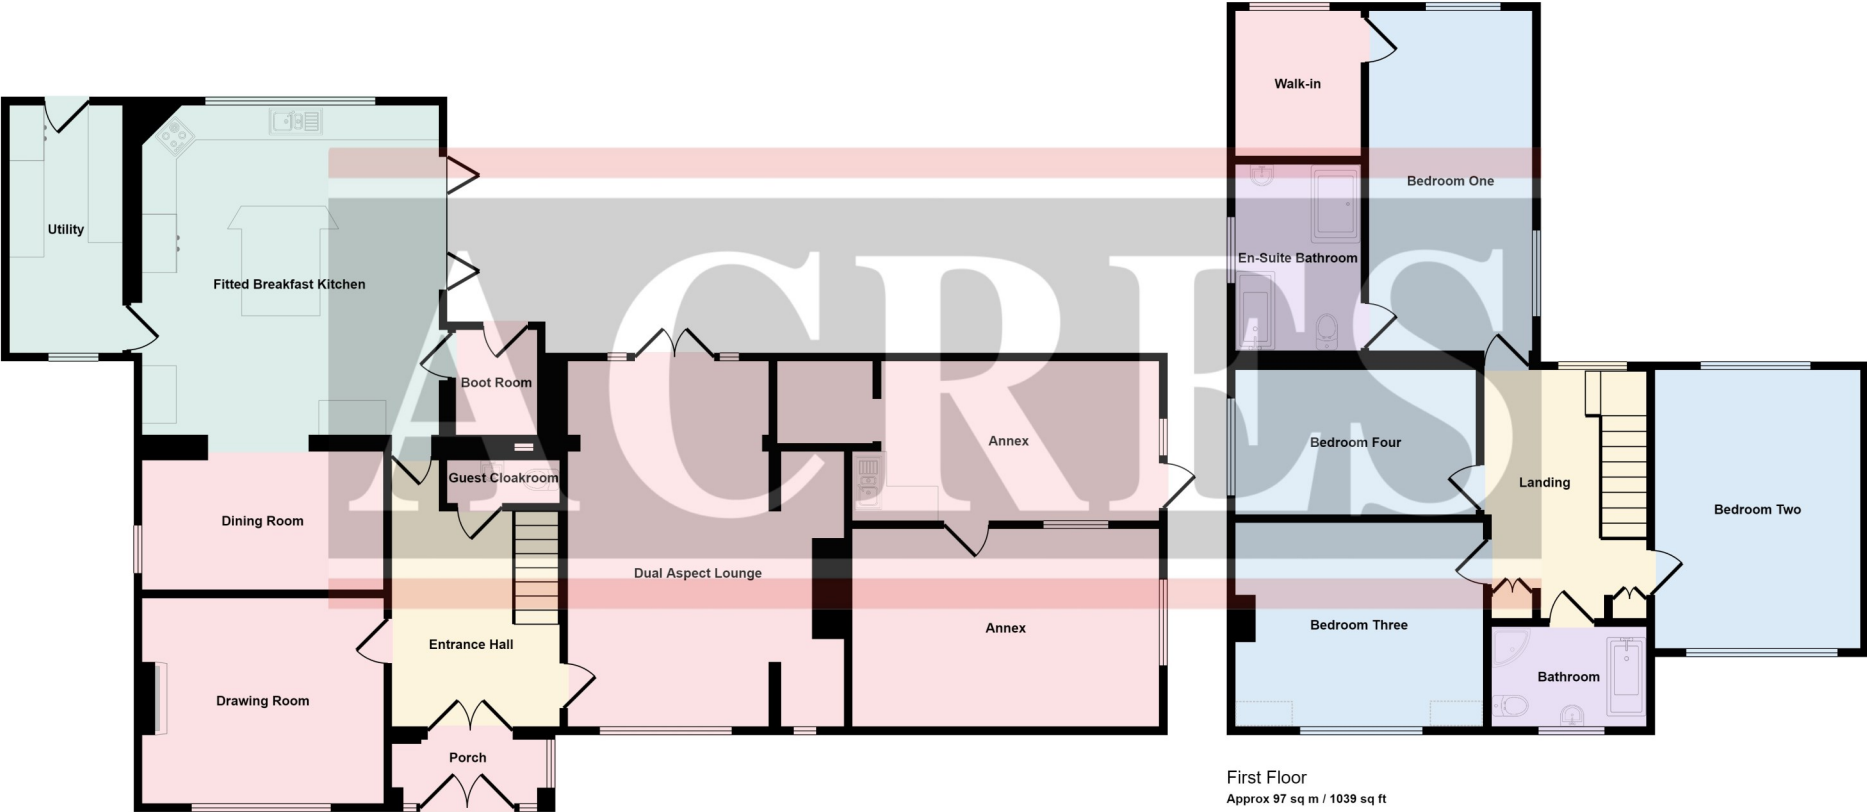 Walk-in
Bedroom One
Utility
Fitted Breakfast Kitchen
En-Suite Bathroom
ACRES
Boot Room
Annex
Bedroom Four
Guest Cloakroom
Landing
Dining Room
Bedroom Two
Dual Aspect Lounge
Annex
Bedroom Three
Entrance Hall
Drawing Room
Bathroom
Porch
First Floor
Approx 97 sq m / 1039 sq ft